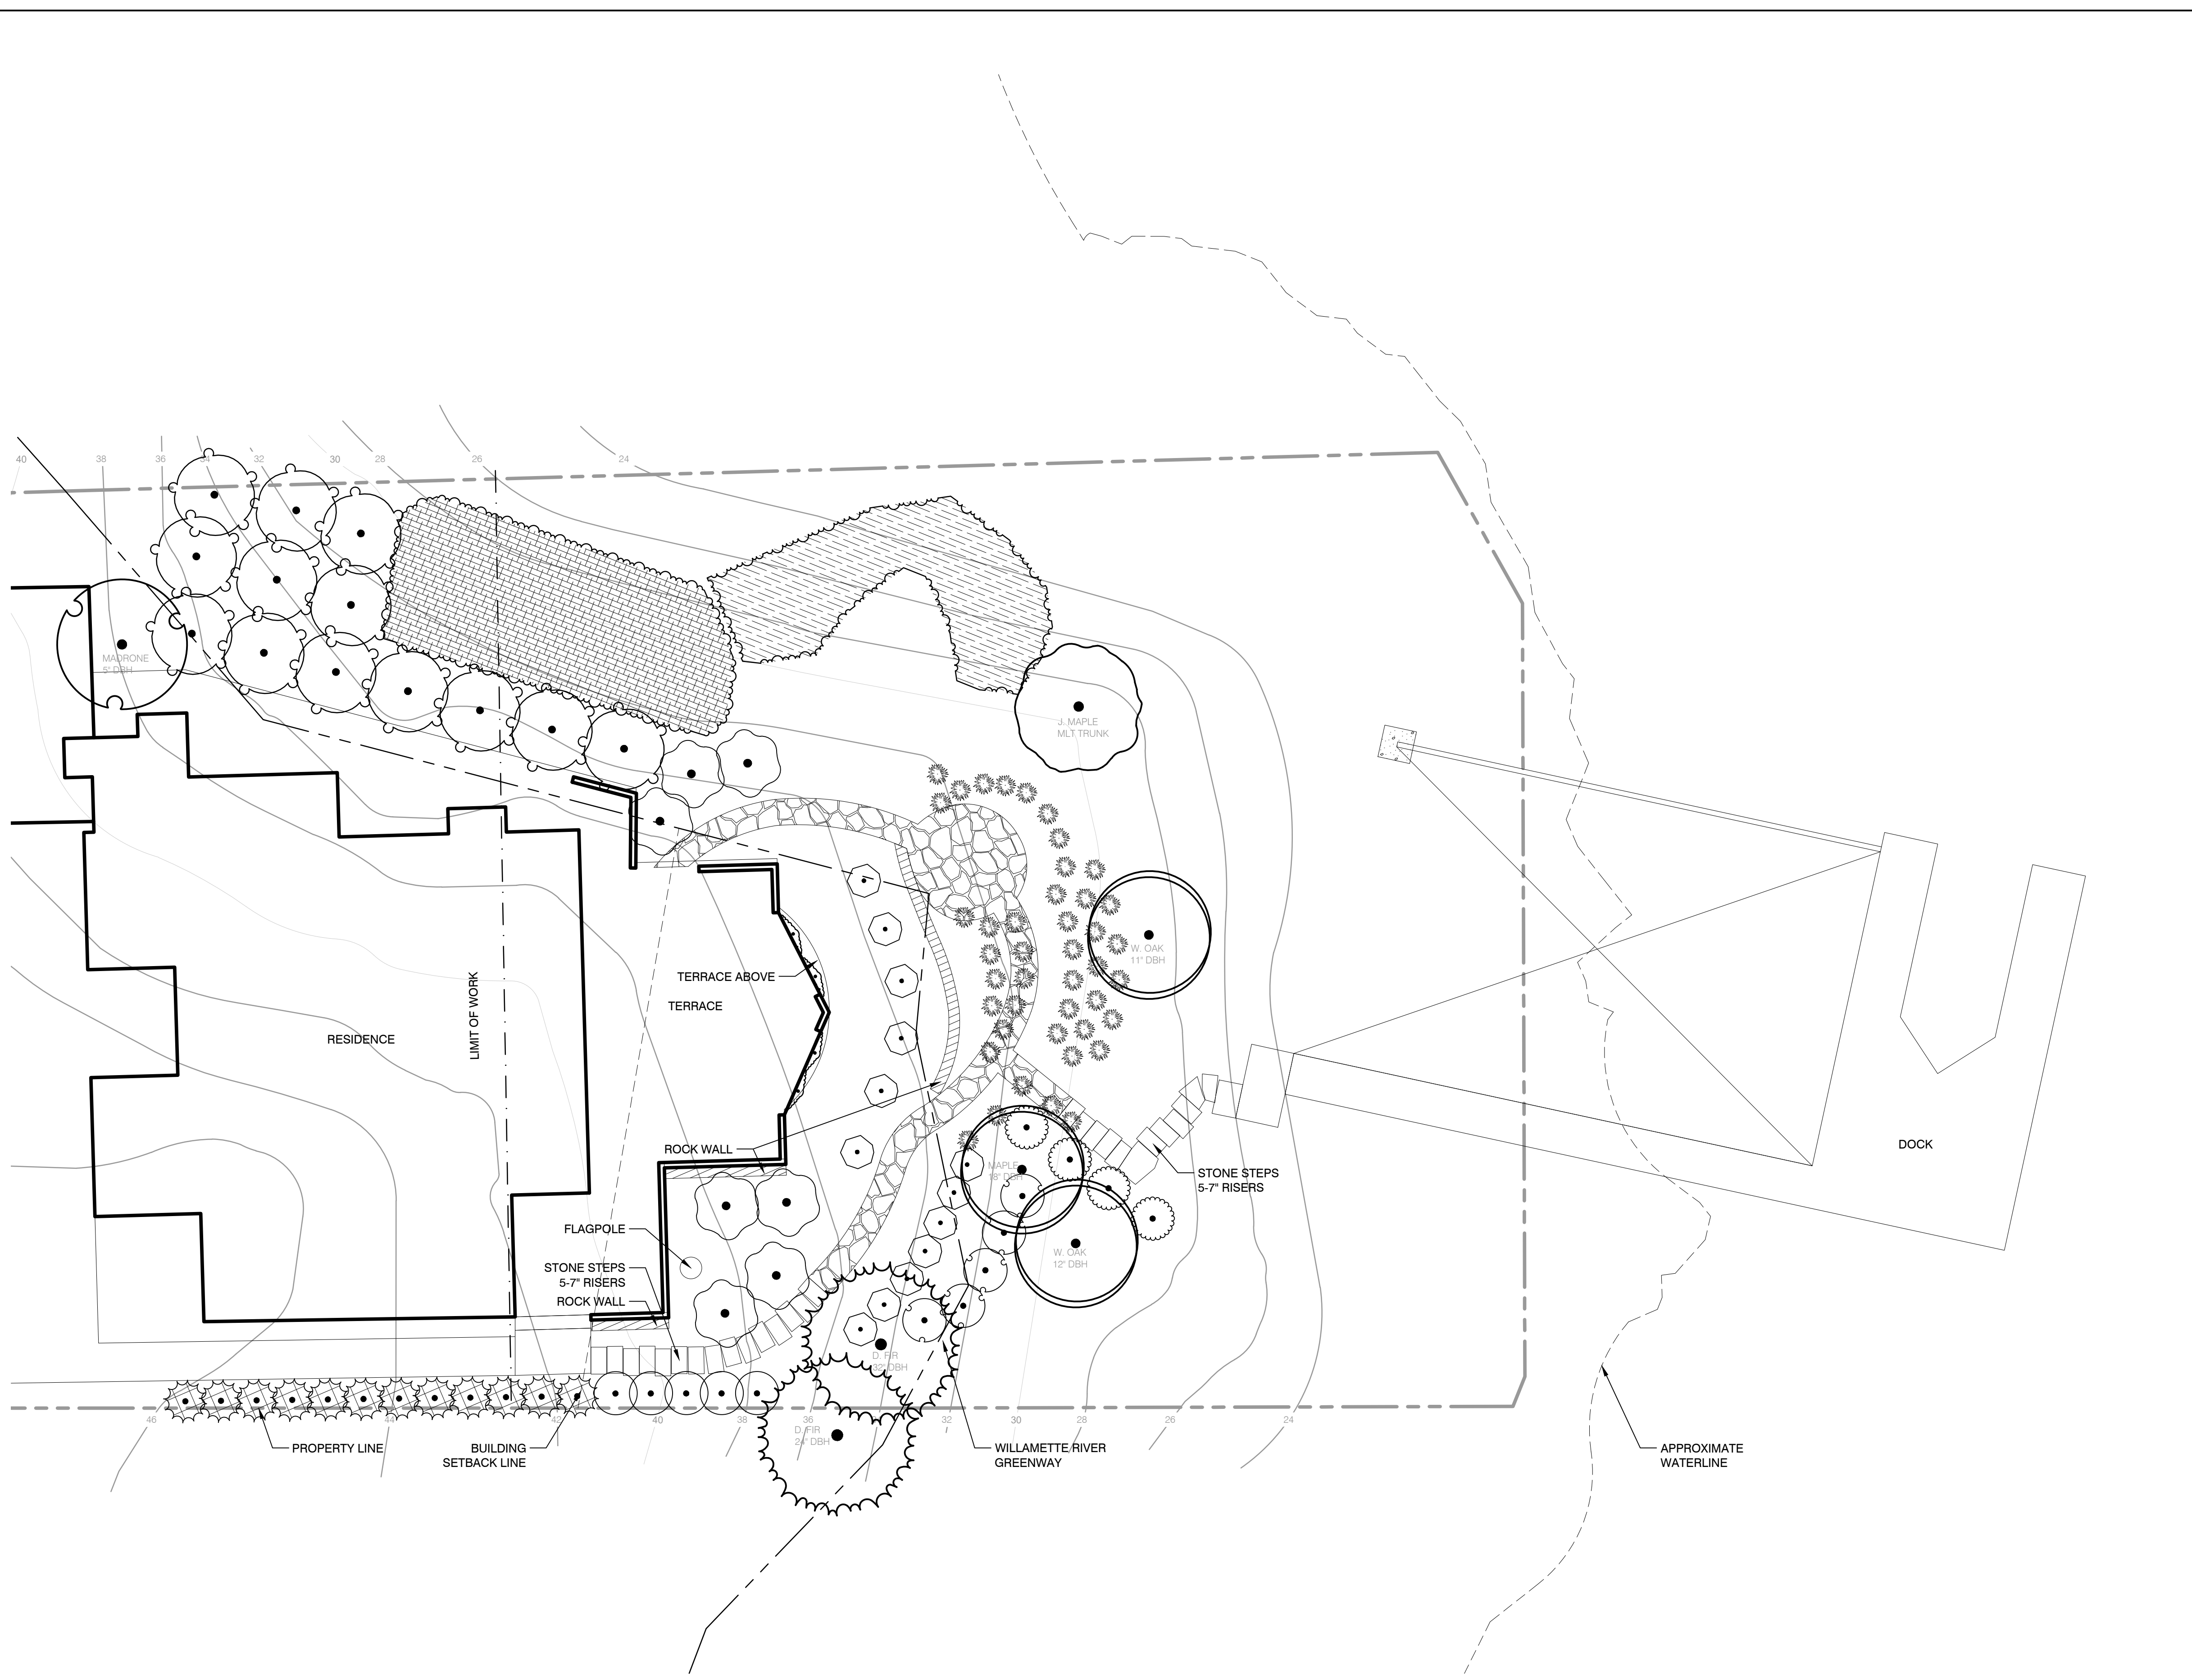 40
38
36
34
32
30
28
26
24
MADRONE
5" DBH
J. MAPLE
MLT TRUNK
W. OAK
11" DBH
TERRACE ABOVE
TERRACE
LIMIT OF WORK
RESIDENCE
DOCK
ROCK WALL
MAPLE
18" DBH
STONE STEPS
5-7" RISERS
FLAGPOLE
W. OAK
12" DBH
STONE STEPS
5-7" RISERS
ROCK WALL
D. FIR
32" DBH
46
44
42
40
38
36
32
30
28
26
24
D. FIR
24" DBH
PROPERTY LINE
BUILDING
SETBACK LINE
WILLAMETTE RIVER
GREENWAY
APPROXIMATE
WATERLINE